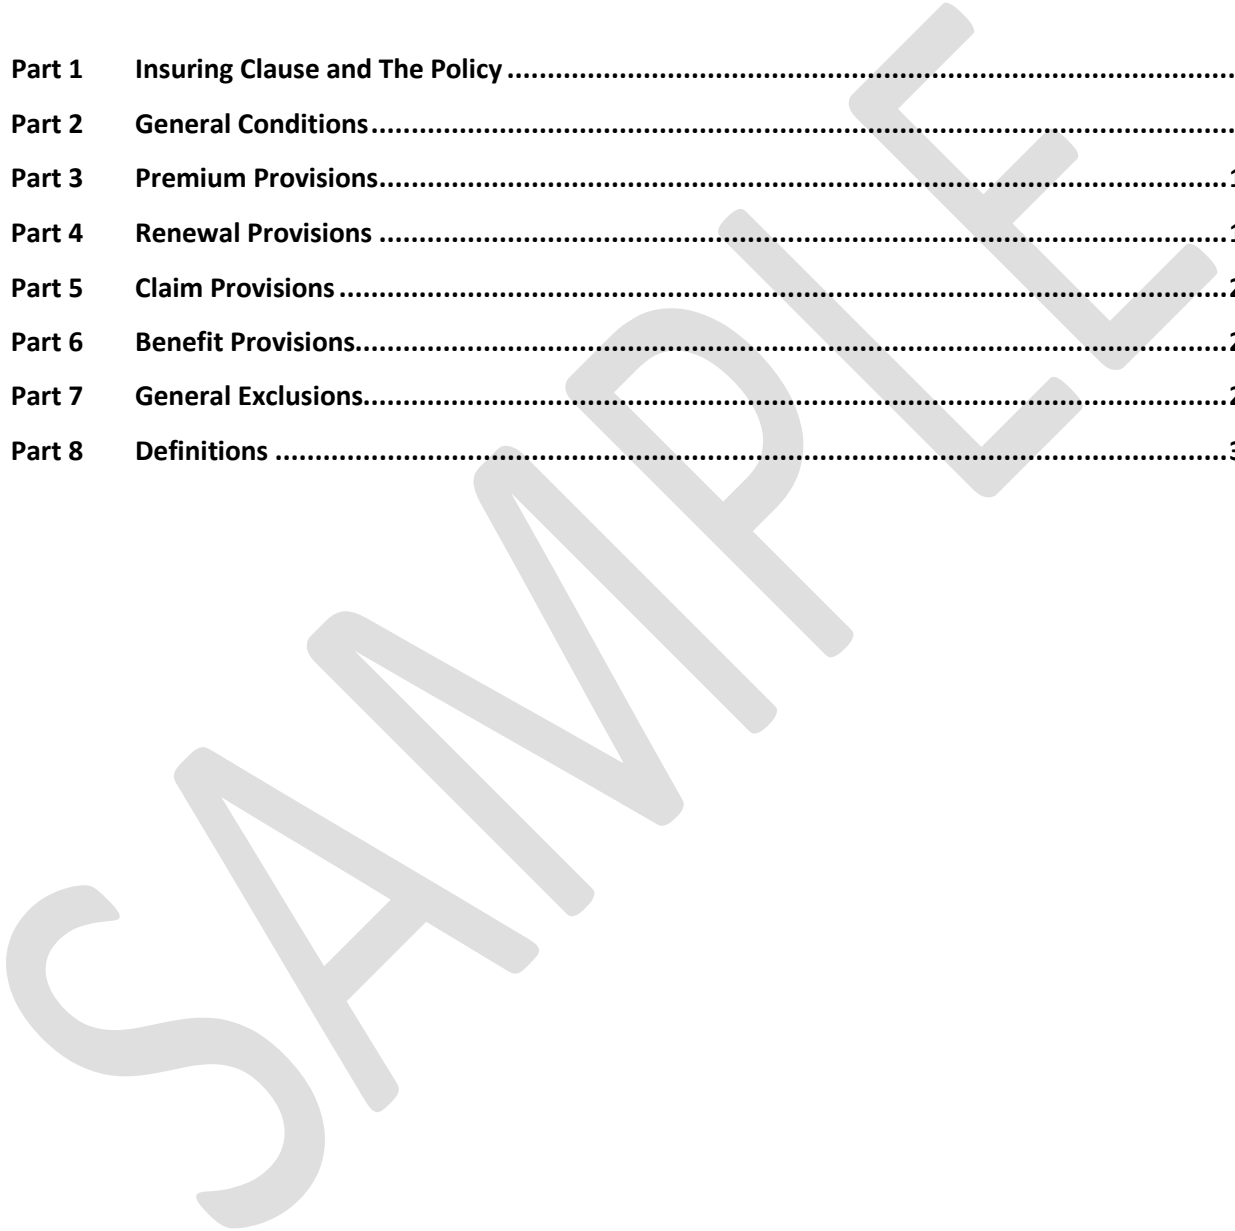 Part 1 Insuring Clause and The Policy ........................................................................................................
Part 2 General Conditions ........................................................................................................
Part 3 Premium Provisions ........................................................................................................
Part 4 Renewal Provisions ........................................................................................................
Part 5 Claim Provisions ........................................................................................................
Part 6 Benefit Provisions ........................................................................................................
Part 7 General Exclusions ........................................................................................................
Part 8 Definitions ........................................................................................................
SAMPLE